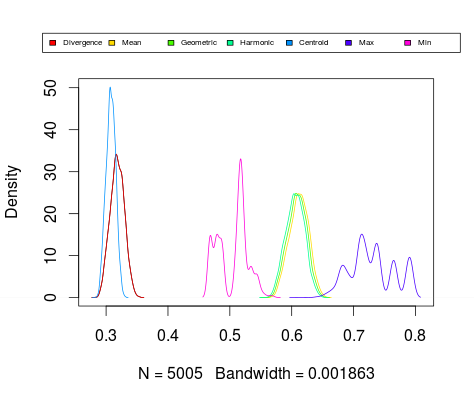 Divergence Mean Geometric Harmonic Centroid Max Min
50
40
30
20
10
0
Density
0.3 0.4 0.5 0.6 0.7 0.8
N = 5005 Bandwidth = 0.001863